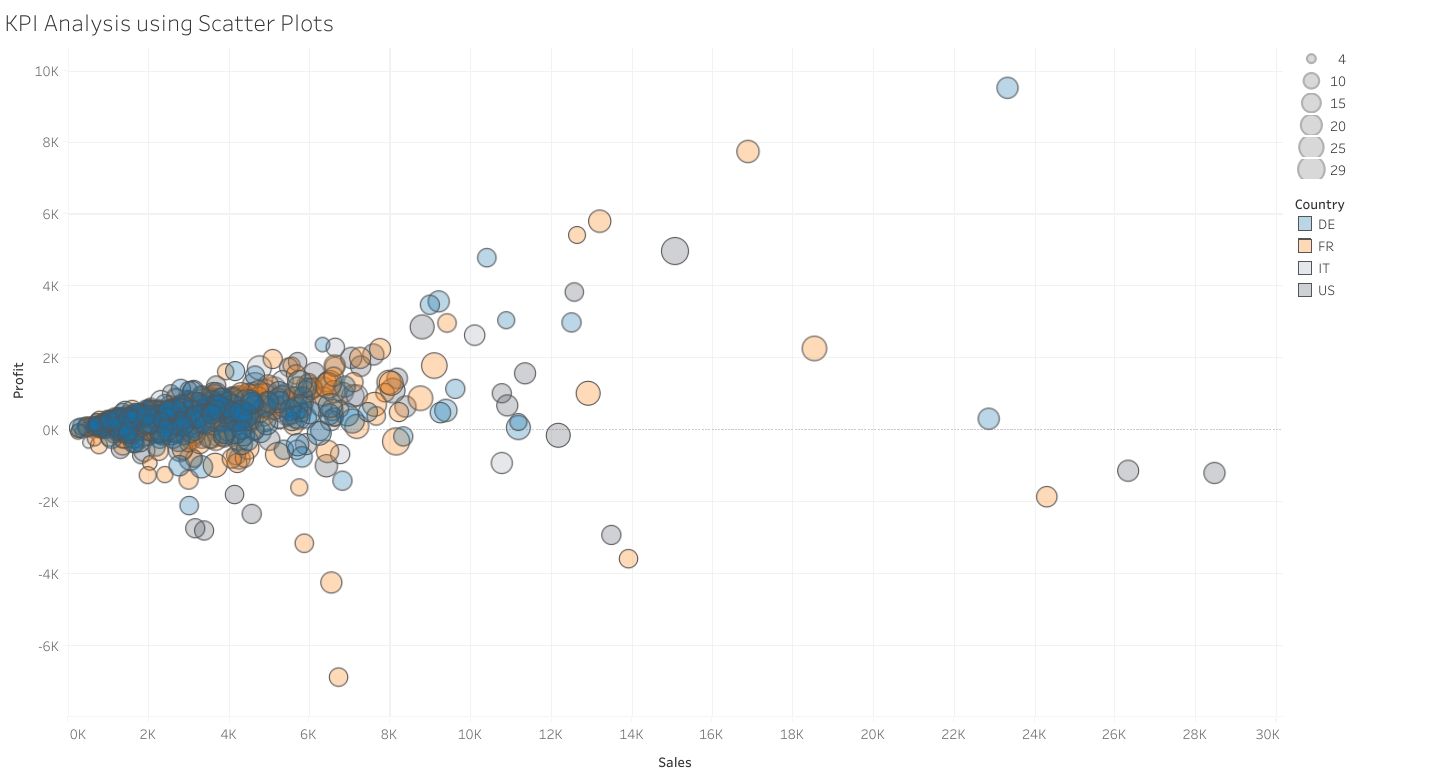 KPI Analysis using Scatter Plots
10K
8K
6K
4K
2K
0K
-2K
-4K
-6K
Profit
0K 2K 4K 6K 8K 10K 12K 14K 16K 18K 20K 22K 24K 26K 28K 30K
Sales
4
10
15
20
25
29
Country
DE
FR
IT
US